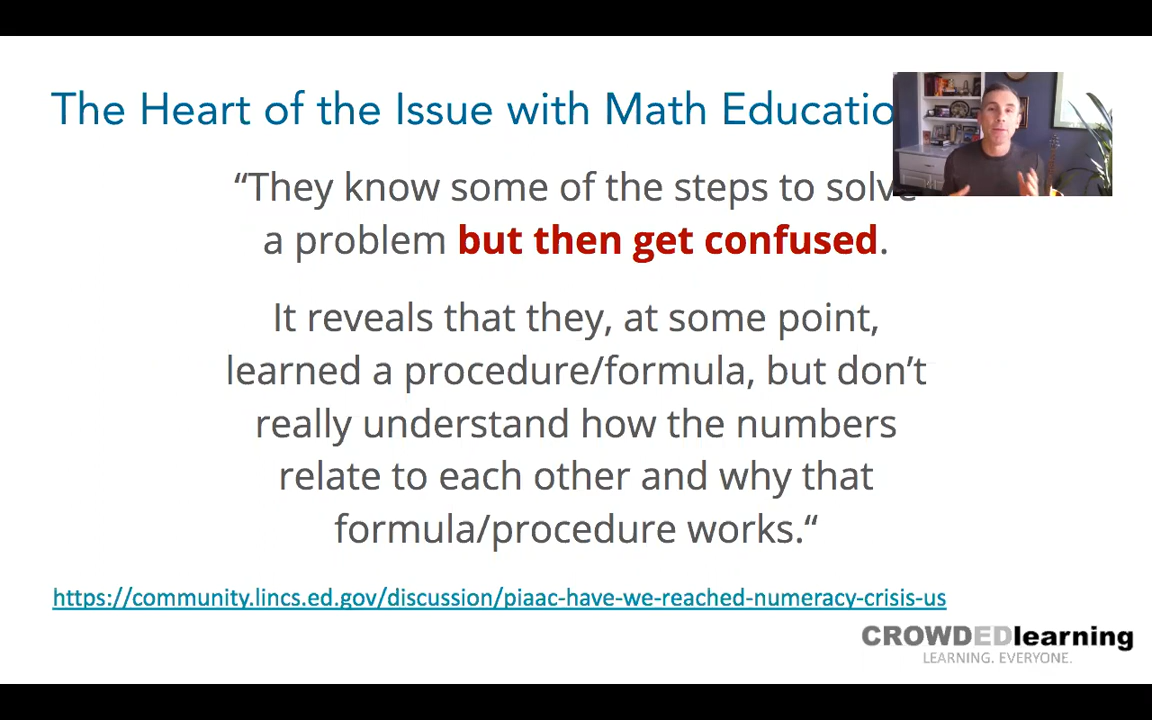 The Heart of the Issue with Math Educatio
“They know some of the steps to solve
a problem but then get confused.
It reveals that they, at some point,
learned a procedure/formula, but don’t
really understand how the numbers
relate to each other and why that
formula/procedure works.“
https://community.lincs.ed.gov/discussion/piaac-have-we-reached-numeracy-crisis-us
CROWDEDlearning
LEARNING. EVERYONE.